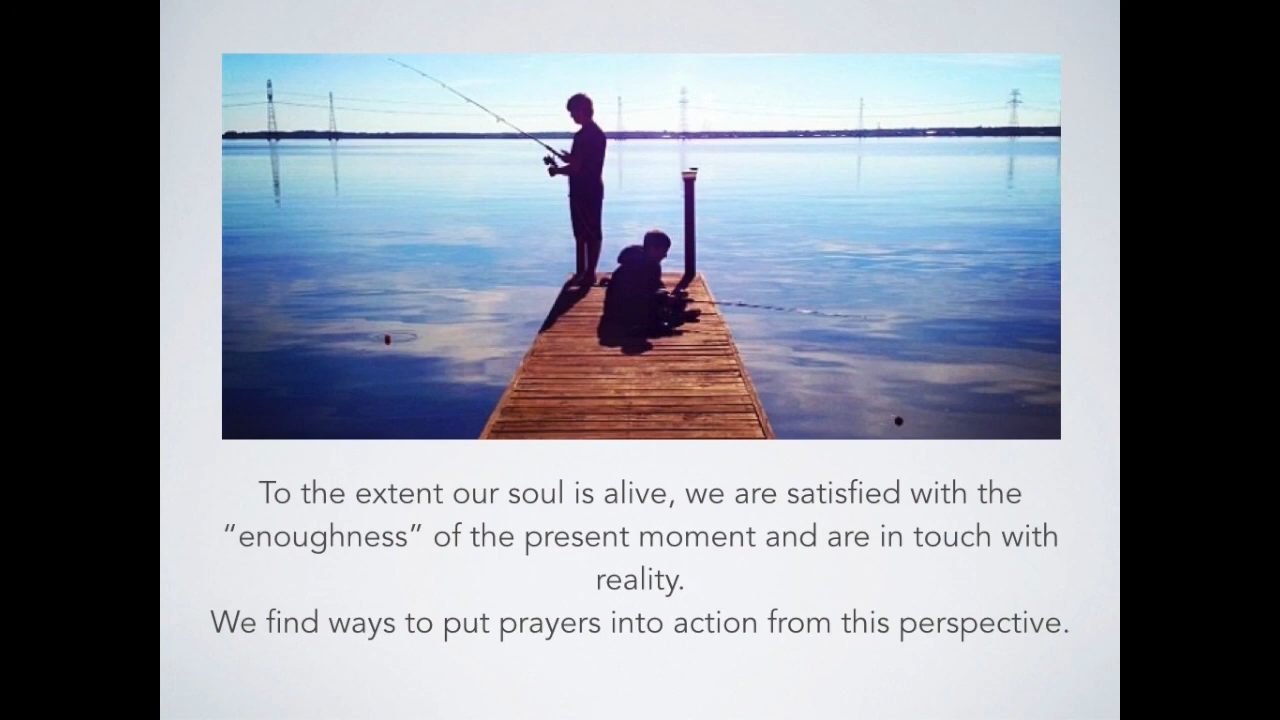 To the extent our soul is alive, we are satisfied with the
“enoughness” of the present moment and are in touch with
reality.
We find ways to put prayers into action from this perspective.